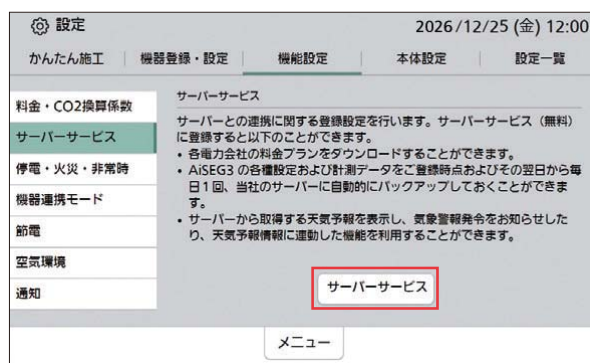 設定 2026/12/25 (金) 12:00
かんたん施工 機器登録・設定 機能設定 本体設定 設定一覧
料金・CO2換算係数
サーバーサービス
停電・火災・非常時
機器連携モード
節電
空気環境
通知
サーバーサービス
サーバーとの連携に関する登録設定を行います。サーバーサービス（無料）
に登録すると以下のことができます。
・各電力会社の料金プランをダウンロードすることができます。
・AiSEG3 の各種設定および計測データをご登録時点およびその翌日から毎
日1回、当社のサーバーに自動的にバックアップしておくことができま
す。
・サーバーから取得する天気予報を表示し、気象警報発令をお知らせした
り、天気予報情報に連動した機能を利用することができます。
サーバーサービス
メニュー